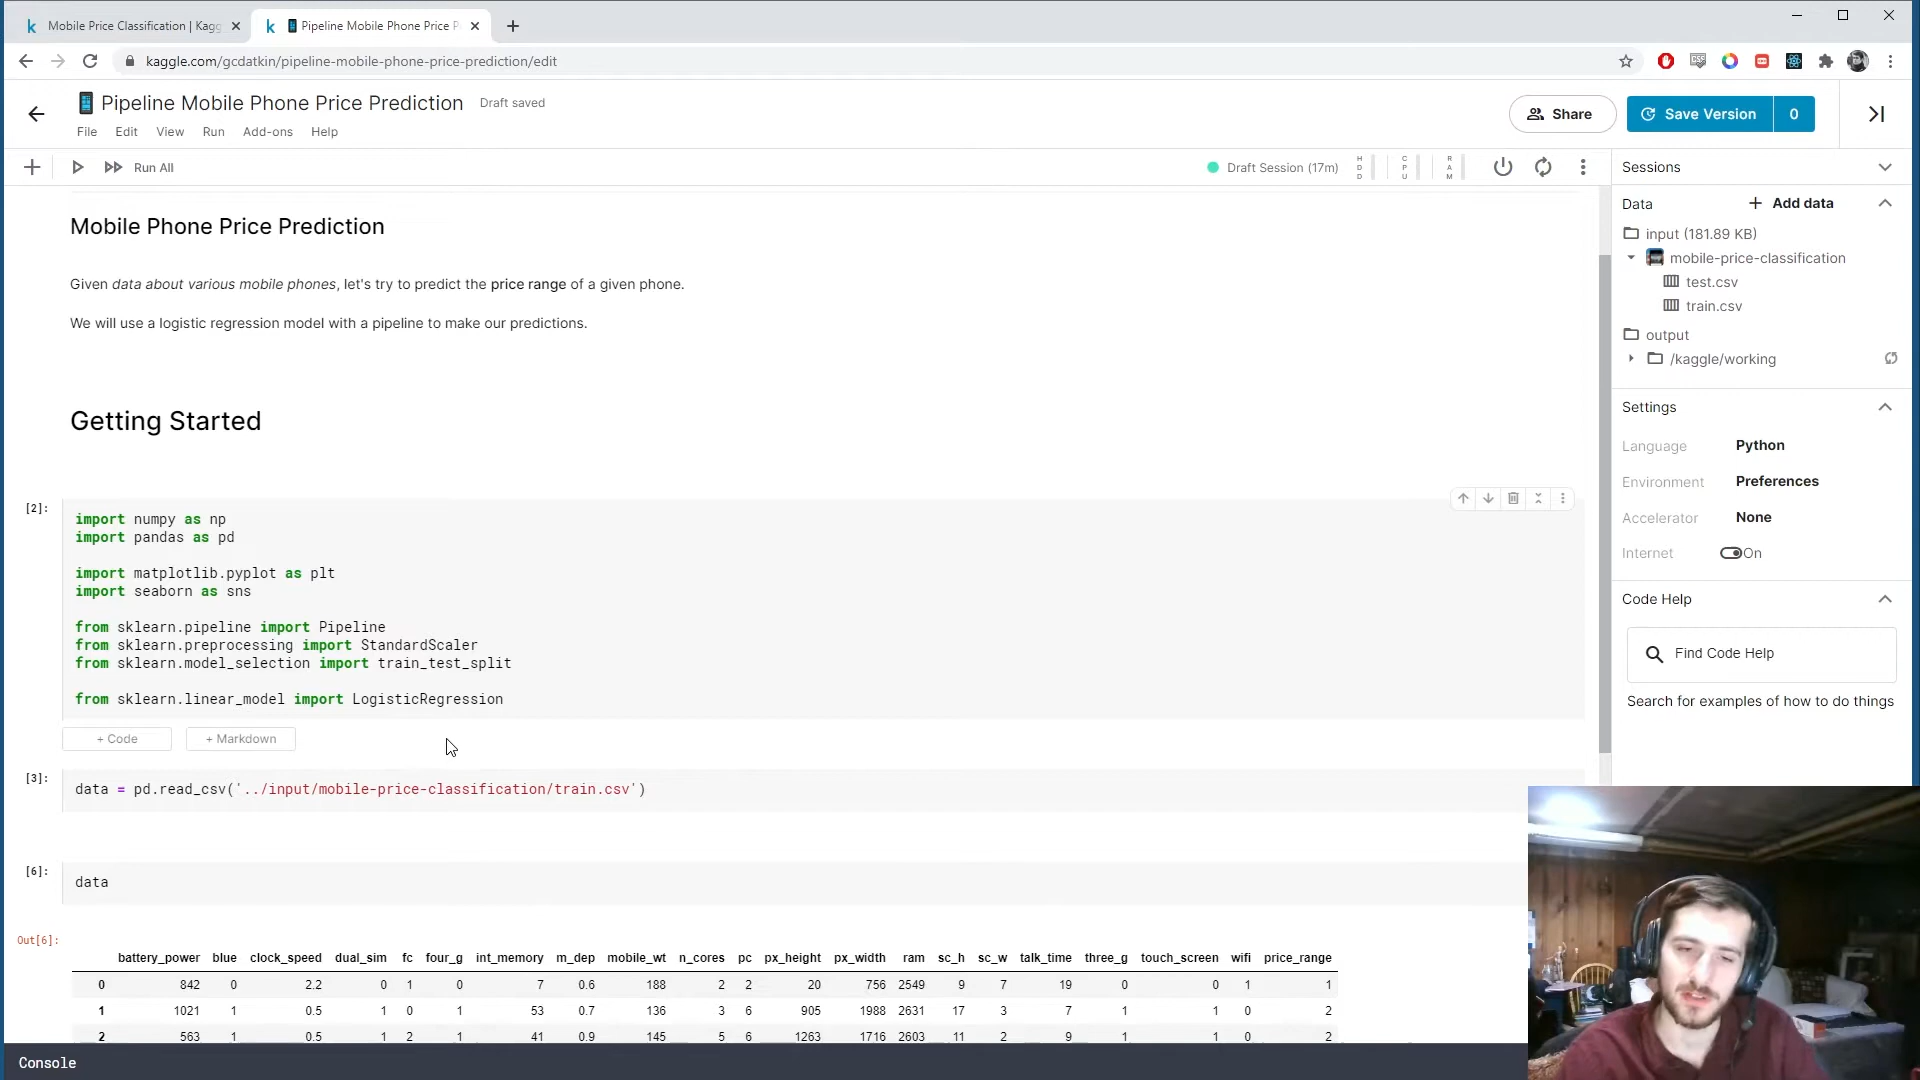 Mobile Price Classification | Kagg
Pipeline Mobile Phone Price P
kaggle.com/gcdatkin/pipeline-mobile-phone-price-prediction/edit
Pipeline Mobile Phone Price Prediction Draft saved
File Edit View Run Add-ons Help
Share
Save Version 0
Run All
Draft Session (17m)
HDD
CPU
RAM
Sessions
Data
Add data
input (181.89 KB)
mobile-price-classification
test.csv
train.csv
output
/kaggle/working
Settings
Language Python
Environment Preferences
Accelerator None
Internet On
Code Help
Find Code Help
Search for examples of how to do things
Mobile Phone Price Prediction
Given data about various mobile phones, let's try to predict the price range of a given phone.
We will use a logistic regression model with a pipeline to make our predictions.
Getting Started
[2]:
import numpy as np
import pandas as pd
import matplotlib.pyplot as plt
import seaborn as sns
from sklearn.pipeline import Pipeline
from sklearn.preprocessing import StandardScaler
from sklearn.model_selection import train_test_split
from sklearn.linear_model import LogisticRegression
+ Code + Markdown
[3]:
data = pd.read_csv('../input/mobile-price-classification/train.csv')
[6]:
data
Out[6]:
battery_power blue clock_speed dual_sim fc four_g int_memory m_dep mobile_wt n_cores pc px_height px_width ram sc_h sc_w talk_time three_g touch_screen wifi price_range
0 842 0 2.2 0 1 0 7 0.6 188 2 2 20 756 2549 9 7 19 0 0 1 1
1 1021 1 0.5 1 0 1 53 0.7 136 3 6 905 1988 2631 17 3 7 1 1 0 2
2 563 1 0.5 1 2 1 41 0.9 145 5 6 1263 1716 2603 11 2 9 1 1 0 2
Console